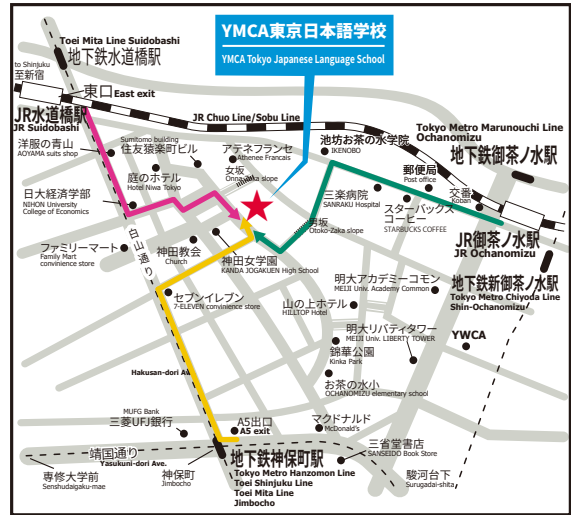 YMCA東京日本語学校
YMCA Tokyo Japanese Language School
Toei Mita Line Suidobashi
地下鉄水道橋駅
to Shinjuku
至新宿
東口East exit
JR水道橋駅
JR Suidobashi
JR Chuo Line/Sobu Line
洋服の青山
AOYAMA suits shop
Sumitomo building
住友猿楽町ビル
アテネフランセ
Athenee Francais
女坂
Onna-zaka slope
池坊お茶の水学院
IKENOBO
Tokyo Metro Marunouchi Line
Ochanomizu
地下鉄御茶ノ水駅
郵便局
Post office
交番
Koban
庭のホテル
Hotel Niwa Tokyo
日大経済学部
NIHON University
College of Economics
三楽病院
SANRAKU Hospital
スターバックス
コーヒー
STARBUCKS COFFEE
男坂
Otoko-Zaka slope
JR御茶ノ水駅
JR Ochanomizu
ファミリーマート
Family Mart
convinience store
白山通り
神田教会
Church
神田女学園
KANDA JOGAKUEN High School
明大アカデミーコモン
MEIJI Univ. Academy Common
地下鉄新御茶ノ水駅
Tokyo Metro Chiyoda Line
Shin-Ochanomizu
セブンイレブン
7-ELEVEN convinience store
山の上ホテル
HILLTOP Hotel
明大リバティタワー
MEIJI Univ. LIBERTY TOWER
YWCA
錦華公園
Kinka Park
Hakusan-dori Av
お茶の水小
OCHANOMIZU elementary school
MUFG Bank
三菱UFJ銀行
A5出口
A5 exit
マクドナルド
McDonald's
靖国通り
Yasukuni-dori Ave.
専修大学前
Senshudaigaku-mae
神保町
Jimbocho
地下鉄神保町駅
Tokyo Metro Hanzomon Line
Toei Shinjuku Line
Toei Mita Line
Jimbocho
三省堂書店
SANSEIDO Book Store
駿河台下
Surugadai-shita